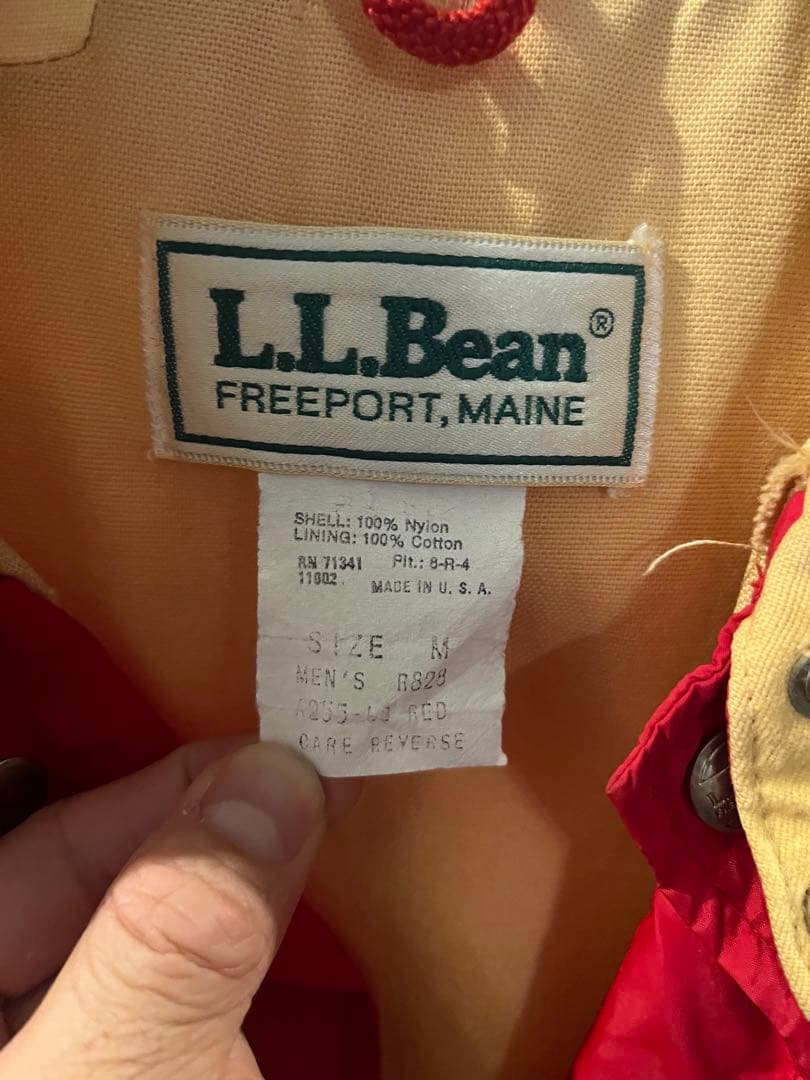 L.L.Bean®
FREEPORT, MAINE
SHELL: 100% Nylon
LINING: 100% Cotton
RN 71341 Plt.: 8-R-4
11002 MADE IN U. S. A.
SIZE M
MEN'S R828
RED
CARE REVERSE